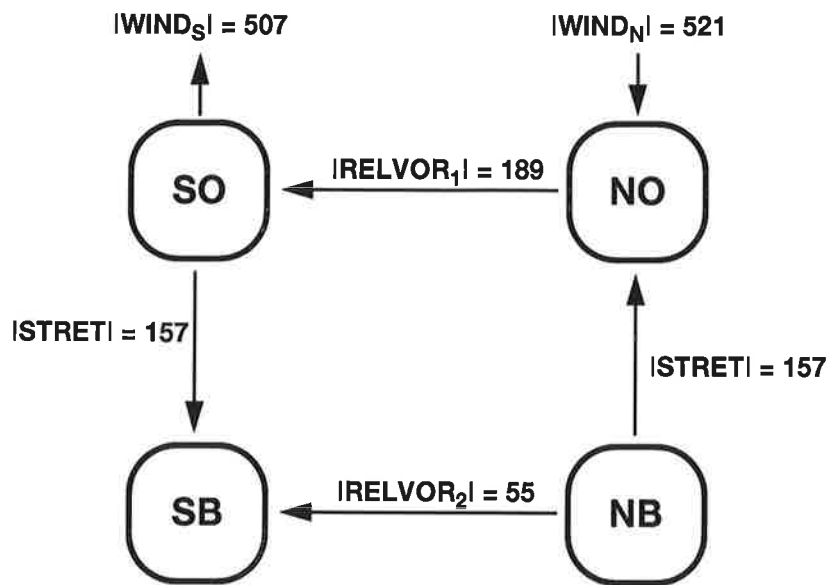 |WIND_S| = 507
|WIND_N| = 521
SO
|RELVOR_1| = 189
NO
|STRET| = 157
|STRET| = 157
SB
|RELVOR_2| = 55
NB